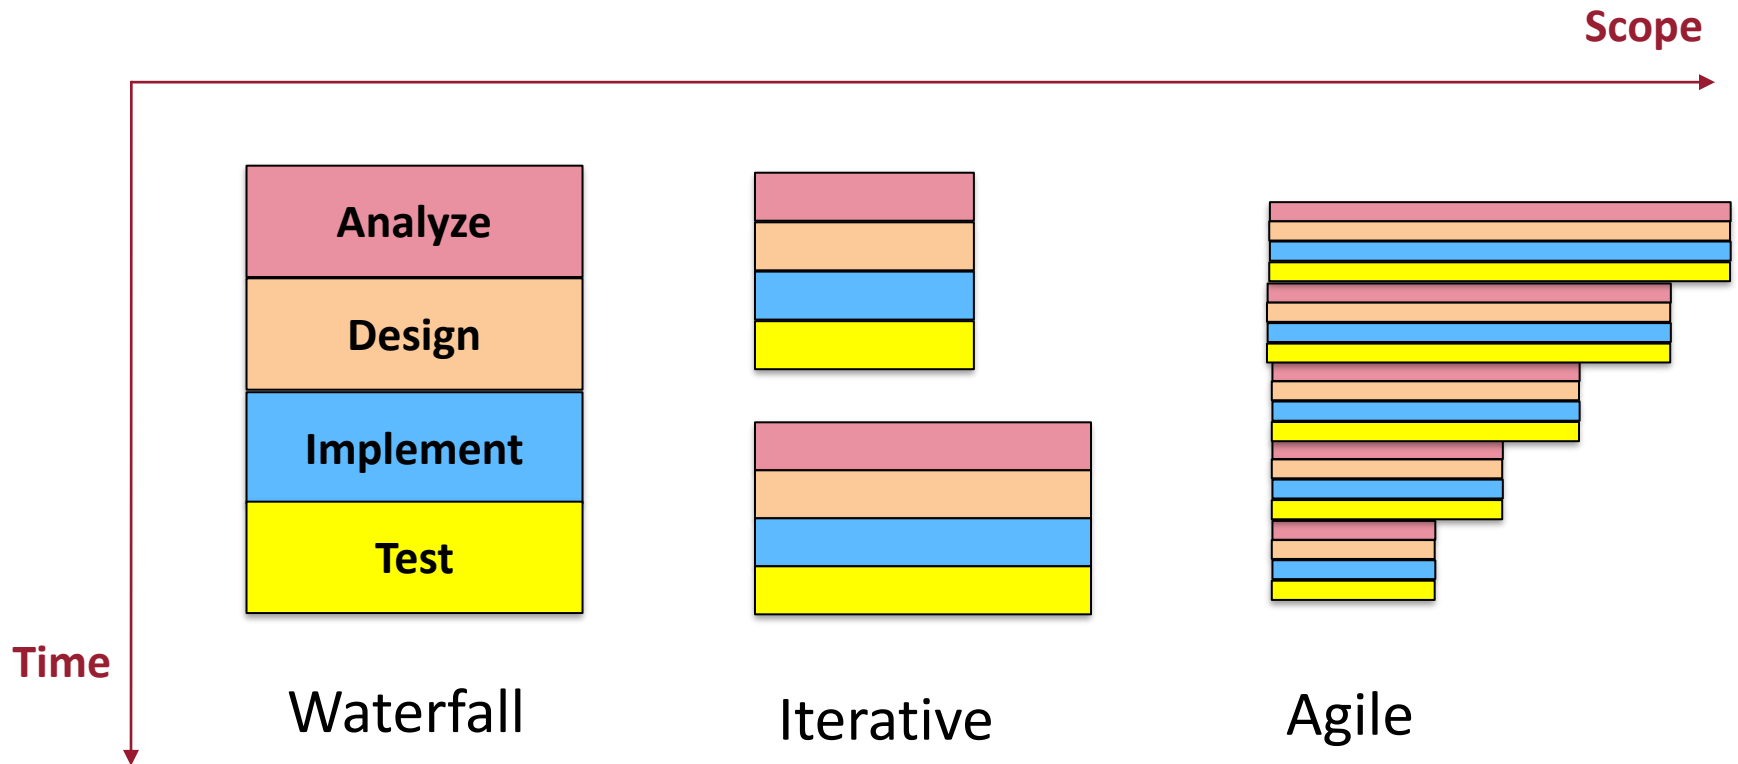 Scope
Analyze
Design
Implement
Test
Time
Waterfall
Iterative
Agile